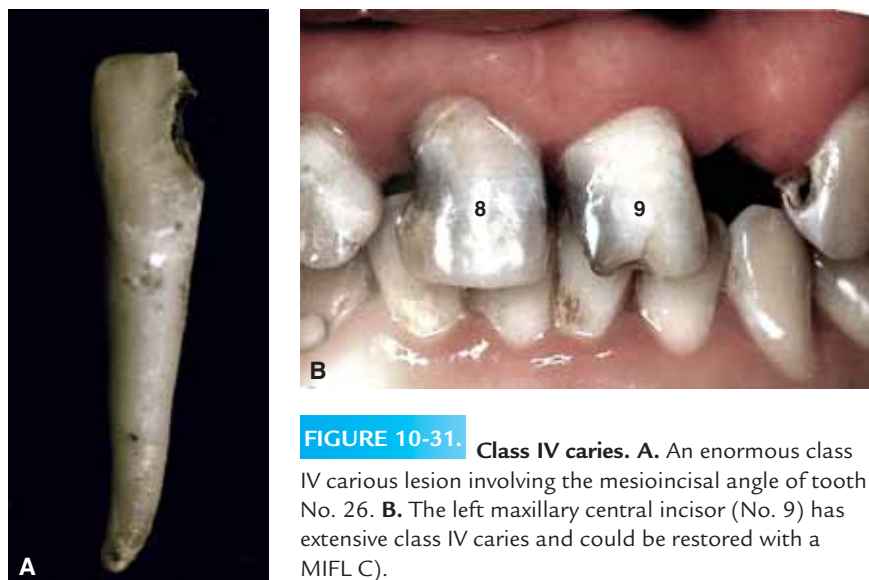 A
8 9
B
FIGURE 10-31. Class IV caries. A. An enormous class
IV carious lesion involving the mesioincisal angle of tooth
No. 26. B. The left maxillary central incisor (No. 9) has
extensive class IV caries and could be restored with a
MIFL C).